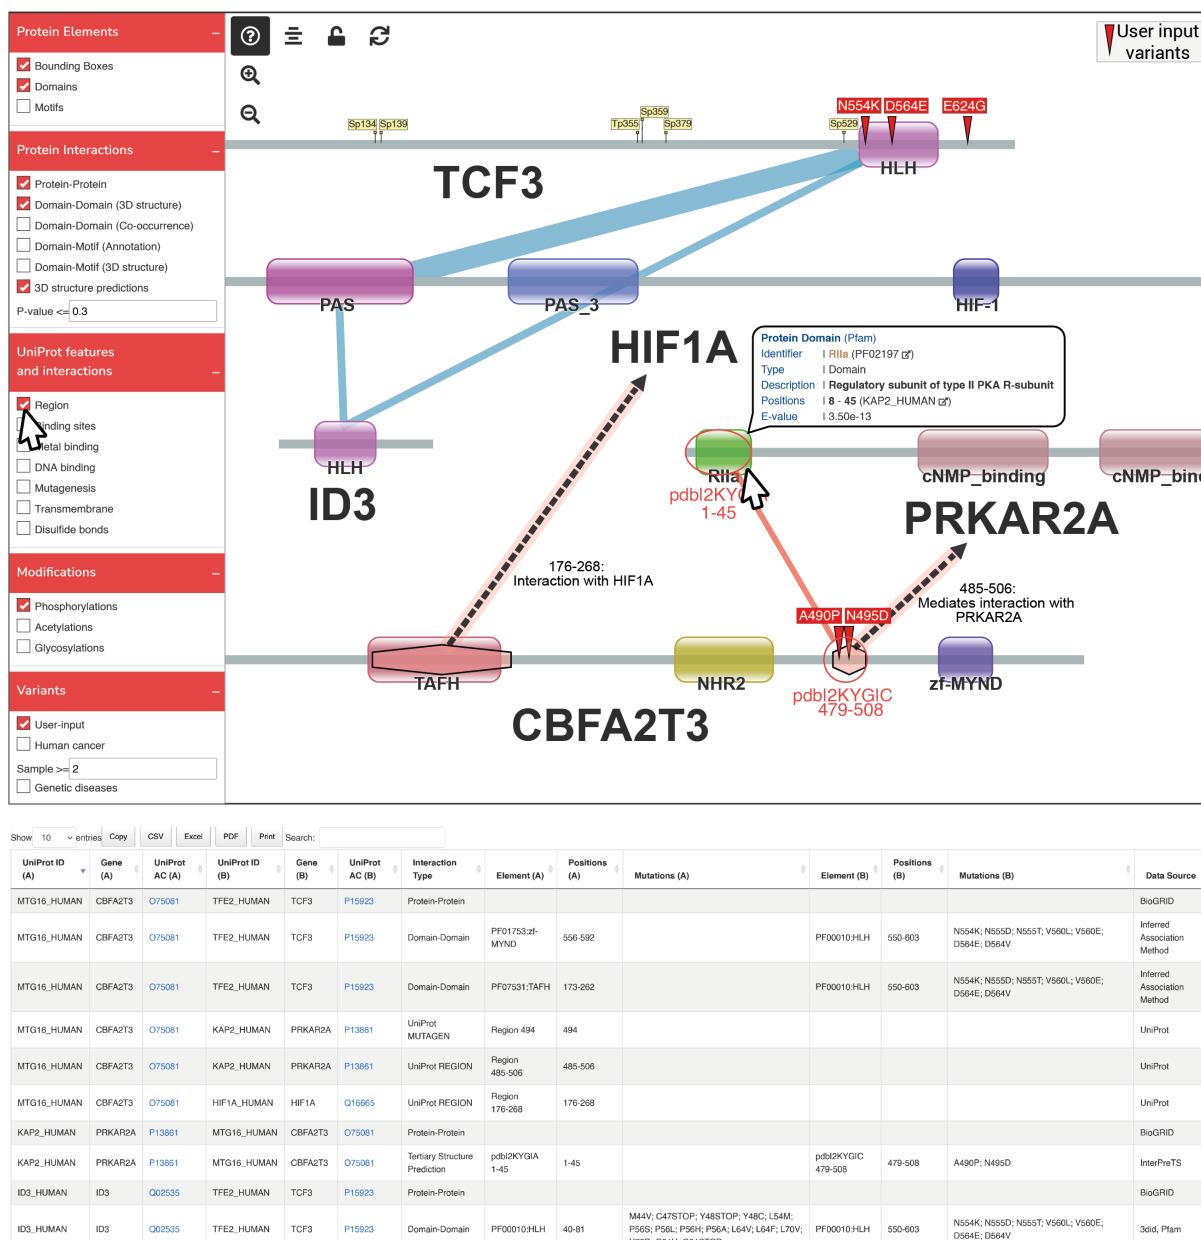 Protein Elements –
Bounding Boxes
Domains
Motifs
Protein Interactions –
Protein-Protein
Domain-Domain (3D structure)
Domain-Domain (Co-occurrence)
Domain-Motif (Annotation)
Domain-Motif (3D structure)
3D structure predictions
P-value <= 0.3
UniProt features
and interactions –
Region
Binding sites
Metal binding
DNA binding
Mutagenesis
Transmembrane
Disulfide bonds
Modifications –
Phosphorylations
Acetylations
Glycosylations
Variants –
User-input
Human cancer
Sample >= 2
Genetic diseases
User input
variants
N554K D564E E624G
Sp134 Sp139 Tp355 Sp359 Sp379 Sp529
HLH
TCF3
PAS PAS_3 HIF-1
HIF1A
Protein Domain (Pfam)
Identifier | RIIa (PF02197)
Type | Domain
Description | Regulatory subunit of type II PKA R-subunit
Positions | 8 - 45 (KAP2_HUMAN)
E-value | 3.50e-13
HLH
ID3
RIIa cNMP_binding cNMP_bin
1-45
PRKAR2A
176-268:
Interaction with HIF1A
485-506:
Mediates interaction with
PRKAR2A
A490P N495D
TAFH NHR2 zf-MYND
pdb|2KYG|C
479-508
CBFA2T3
Show 10 entries Copy CSV Excel PDF Print Search:
UniProt ID (A) Gene (A) UniProt AC (A) UniProt ID (B) Gene (B) UniProt AC (B) Interaction Type Element (A) Positions (A) Mutations (A) Element (B) Positions (B) Mutations (B) Data Source
MTG16_HUMAN CBFA2T3 O75081 TFE2_HUMAN TCF3 P15923 Protein-Protein BioGRID
MTG16_HUMAN CBFA2T3 O75081 TFE2_HUMAN TCF3 P15923 Domain-Domain PF01753:zf-MYND 556-592 PF00010:HLH 550-603 N554K; N555D; N555T; V560L; V560E; D564E; D564V Inferred Association Method
MTG16_HUMAN CBFA2T3 O75081 TFE2_HUMAN TCF3 P15923 Domain-Domain PF07531:TAFH 173-262 PF00010:HLH 550-603 N554K; N555D; N555T; V560L; V560E; D564E; D564V Inferred Association Method
MTG16_HUMAN CBFA2T3 O75081 KAP2_HUMAN PRKAR2A P13861 UniProt MUTAGEN Region 494 494 UniProt
MTG16_HUMAN CBFA2T3 O75081 KAP2_HUMAN PRKAR2A P13861 UniProt REGION Region 485-506 485-506 UniProt
MTG16_HUMAN CBFA2T3 O75081 HIF1A_HUMAN HIF1A Q16665 UniProt REGION Region 176-268 176-268 UniProt
KAP2_HUMAN PRKAR2A P13861 MTG16_HUMAN CBFA2T3 O75081 Protein-Protein BioGRID
KAP2_HUMAN PRKAR2A P13861 MTG16_HUMAN CBFA2T3 O75081 Tertiary Structure Prediction pdb|2KYG|A 1-45 1-45 pdb|2KYG|C 479-508 479-508 A490P; N495D InterPreTS
ID3_HUMAN ID3 Q02535 TFE2_HUMAN TCF3 P15923 Protein-Protein BioGRID
ID3_HUMAN ID3 Q02535 TFE2_HUMAN TCF3 P15923 Domain-Domain PF00010:HLH 40-81 M44V; C47STOP; Y48STOP; Y48C; L54M; P56S; P56L; P56H; P56A; L64V; L64F; L70V; PF00010:HLH 550-603 N554K; N555D; N555T; V560L; V560E; D564E; D564V 3did, Pfam